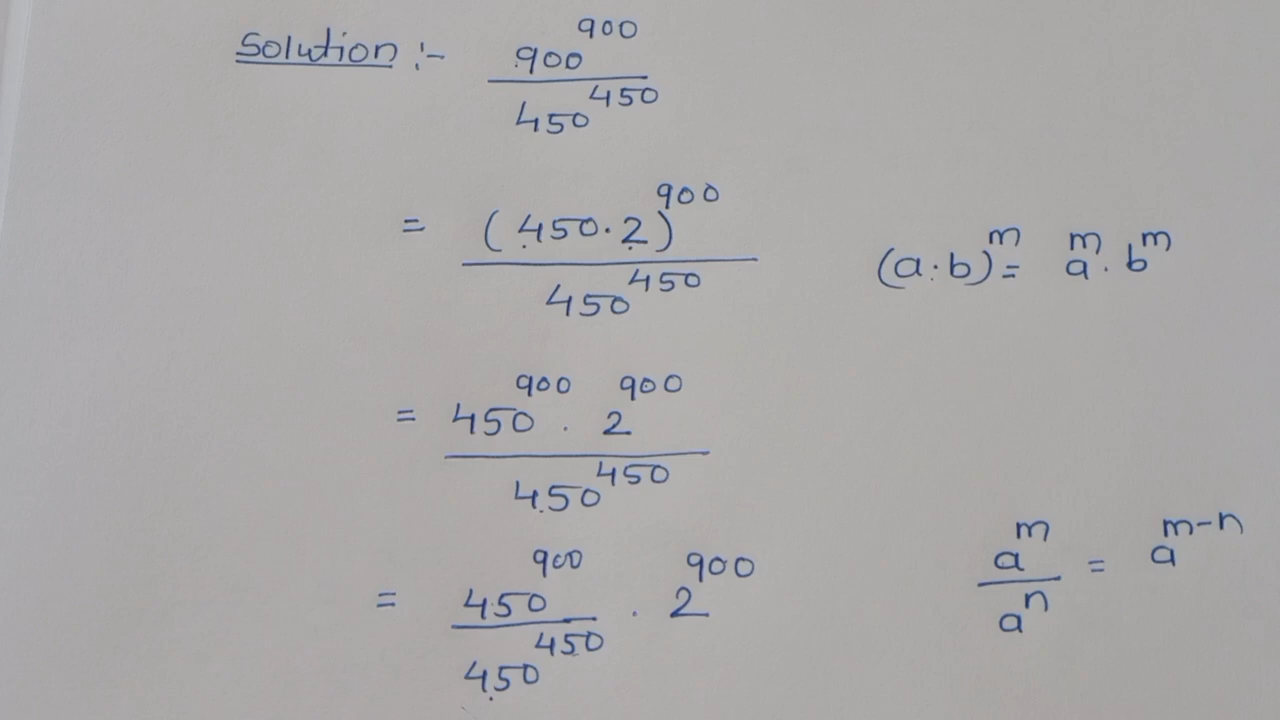 Solution :- 900^900 / 450^450
= (450·2)^900 / 450^450
(a·b)^m = a^m · b^m
= 450^900 · 2^900 / 450^450
= 450^900 / 450^450 · 2^900
a^m / a^n = a^m-n